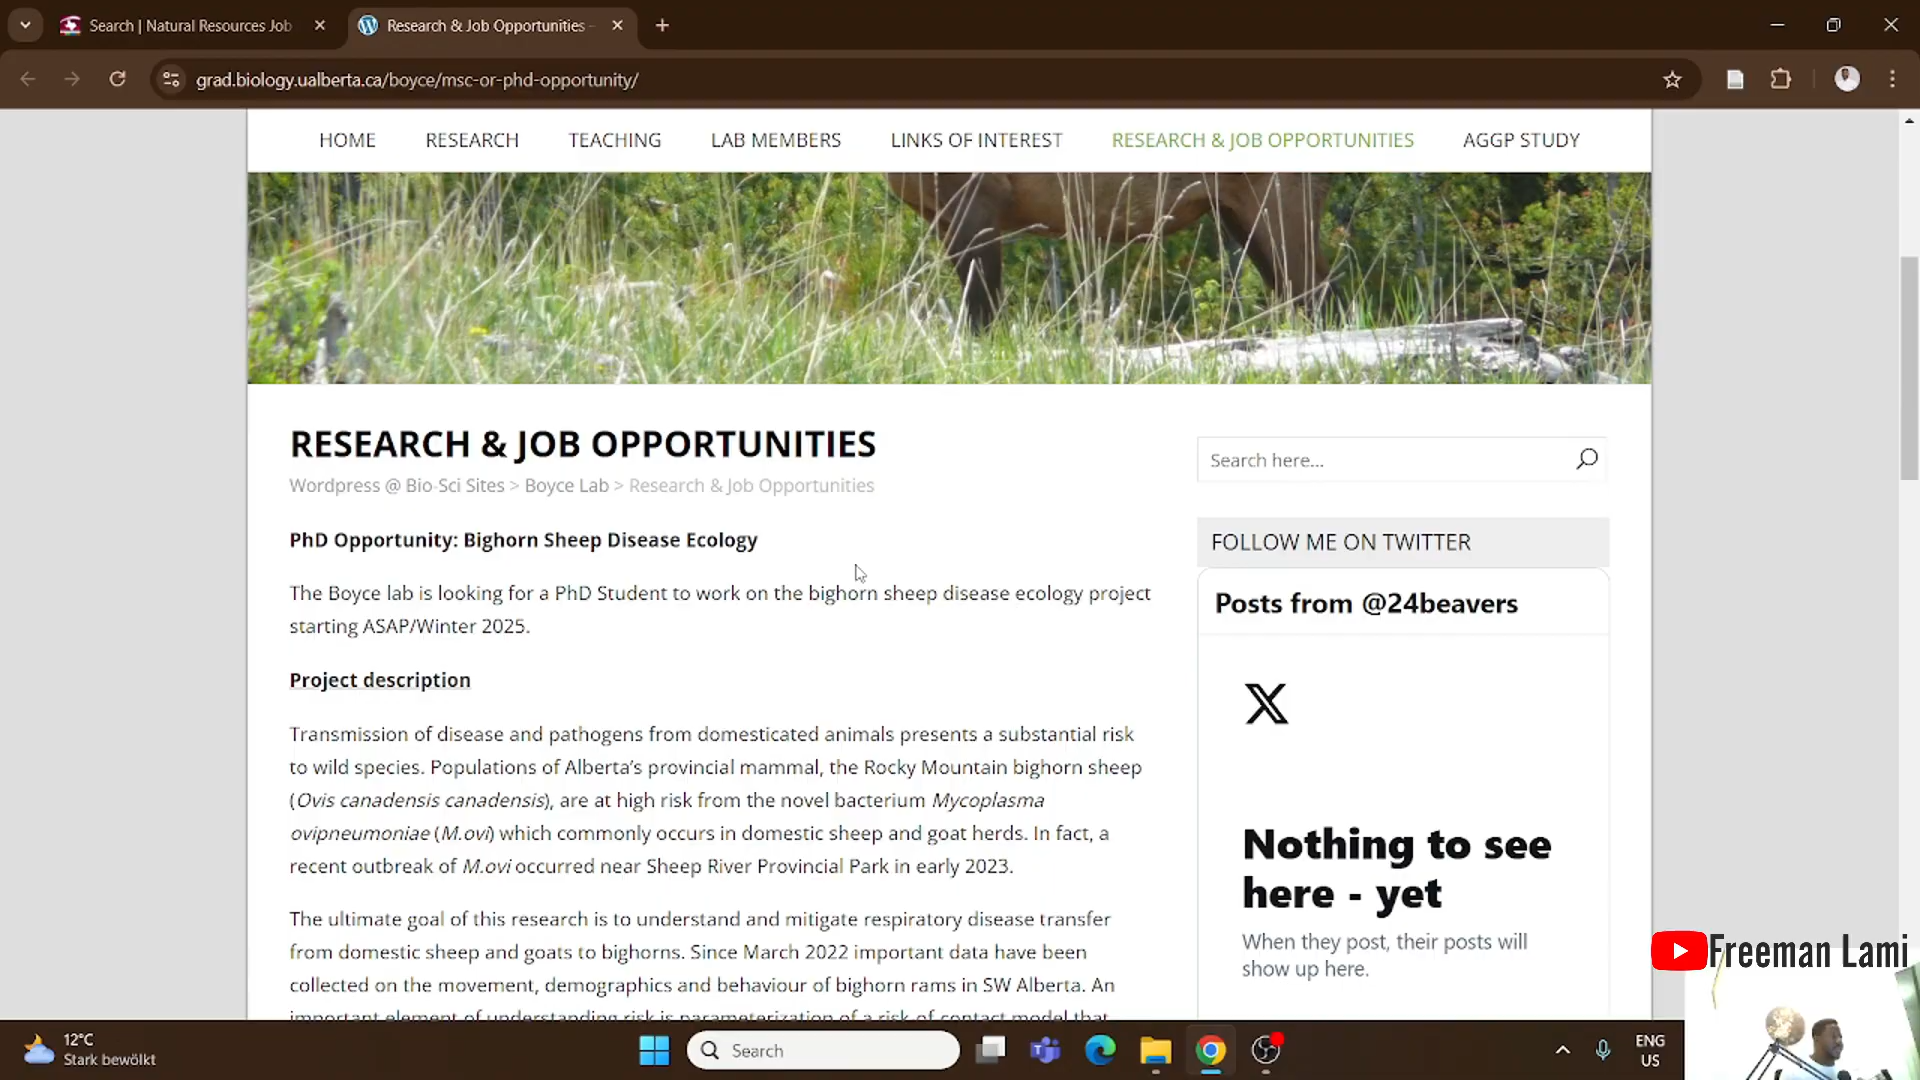 Search | Natural Resources Job
Research & Job Opportunities -
grad.biology.ualberta.ca/boyce/msc-or-phd-opportunity/
HOME
RESEARCH
TEACHING
LAB MEMBERS
LINKS OF INTEREST
RESEARCH & JOB OPPORTUNITIES
AGGP STUDY
RESEARCH & JOB OPPORTUNITIES
Wordpress @ Bio-Sci Sites > Boyce Lab > Research & Job Opportunities
PhD Opportunity: Bighorn Sheep Disease Ecology
The Boyce lab is looking for a PhD Student to work on the bighorn sheep disease ecology project
starting ASAP/Winter 2025.
Project description
Transmission of disease and pathogens from domesticated animals presents a substantial risk
to wild species. Populations of Alberta's provincial mammal, the Rocky Mountain bighorn sheep
(Ovis canadensis canadensis), are at high risk from the novel bacterium Mycoplasma
ovipneumoniae (M.ovi) which commonly occurs in domestic sheep and goat herds. In fact, a
recent outbreak of M.ovi occurred near Sheep River Provincial Park in early 2023.
The ultimate goal of this research is to understand and mitigate respiratory disease transfer
from domestic sheep and goats to bighorns. Since March 2022 important data have been
collected on the movement, demographics and behaviour of bighorn rams in SW Alberta. An
important element of understanding risk is parameterization of a risk of contact model that
Search here...
FOLLOW ME ON TWITTER
Posts from @24beavers
Nothing to see
here - yet
When they post, their posts will
show up here.
Freeman Lami
12°C
Stark bewölkt
Search
ENG
US